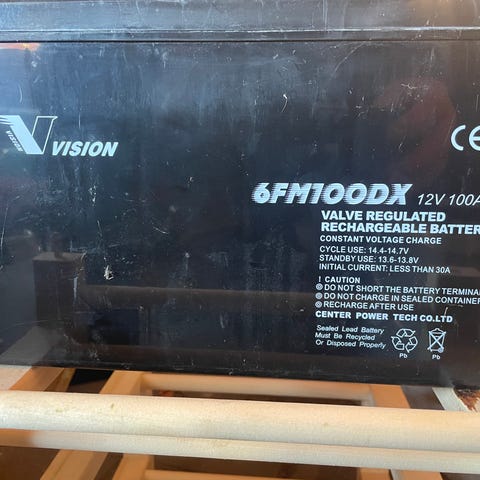 VISION
VISION
6FM100DX 12V 100A
VALVE REGULATED
RECHARGEABLE BATTER
CONSTANT VOLTAGE CHARGE
CYCLE USE: 14.4-14.7V
STANDBY USE: 13.6-13.8V
INITIAL CURRENT: LESS THAN 30A
! CAUTION
DO NOT SHORT THE BATTERY TERMINAL
DO NOT CHARGE IN SEALED CONTAINER
RECHARGE AFTER USE
CENTER POWER TECH CO.LTD
Sealed Lead Battery
Must Be Recycled
Or Disposed Properly
Pb Pb
CE